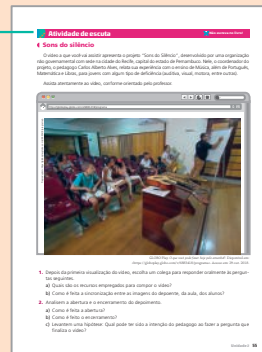 Atividade de escuta
Não escreva no livro
Sons do silêncio
O vídeo a que você vai assistir apresenta o projeto "Sons do Silêncio", desenvolvido por uma organização
não governamental com sede na cidade do Recife, capital do estado de Pernambuco. Nele, o coordenador do
projeto, o pedagogo Carlos Alberto Alves, relata sua experiência com o ensino de Música, além de Português,
Matemática e Libras, para jovens com algum tipo de deficiência (auditiva, visual, motora, entre outras).
Assista atentamente ao vídeo, conforme orientado pelo professor.
1. Depois da primeira visualização do vídeo, escolha um colega para responder oralmente às pergun-
tas seguintes.
a) Quais são os recursos empregados para compor o vídeo?
b) Como é feita a sincronização entre as imagens do depoente, da aula, dos alunos?
2. Analisem a abertura e o encerramento do depoimento.
a) Como é feita a abertura?
b) Como é feito o encerramento?
c) Levantem uma hipótese: Qual pode ter sido a intenção do pedagogo ao fazer a pergunta que
finaliza o vídeo?
55